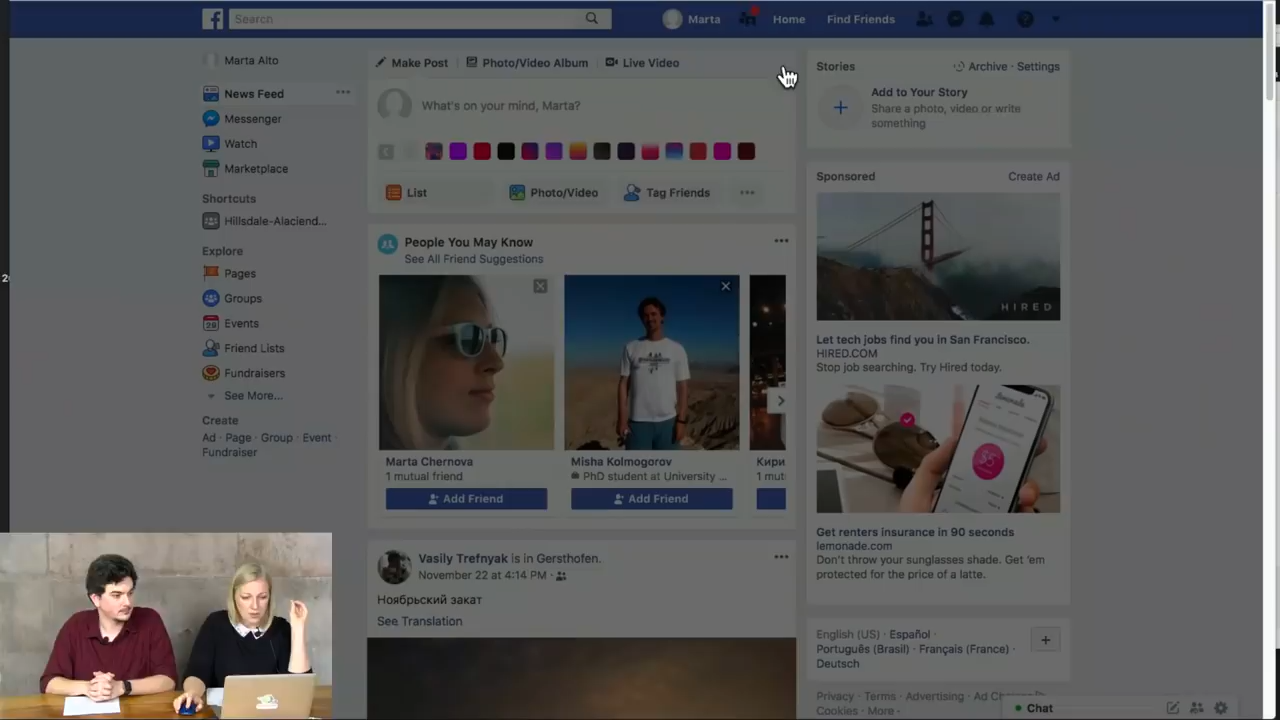 Search
Marta
Home
Find Friends
Marta Alto
News Feed
Messenger
Watch
Marketplace
Shortcuts
Hillsdale-Alaciend...
Explore
Pages
Groups
Events
Friend Lists
Fundraisers
See More...
Create
Ad · Page · Group · Event ·
Fundraiser
Make Post
Photo/Video Album
Live Video
What's on your mind, Marta?
List
Photo/Video
Tag Friends
People You May Know
See All Friend Suggestions
Marta Chernova
1 mutual friend
Add Friend
Misha Kolmogorov
PhD student at University ...
Add Friend
Кири
1 mut
Vasily Trefnyak is in Gersthofen.
November 22 at 4:14 PM ·
Ноябрьский закат
See Translation
Stories
Archive · Settings
Add to Your Story
Share a photo, video or write
something
Sponsored
Create Ad
HIRED
Let tech jobs find you in San Francisco.
HIRED.COM
Stop job searching. Try Hired today.
lemonade
$5
Get renters insurance in 90 seconds
lemonade.com
Don't throw your sunglasses shade. Get 'em
protected for the price of a latte.
English (US) · Español ·
Português (Brasil) · Français (France) ·
Deutsch
Privacy · Terms · Advertising · Ad Ch
Cookies · More
Chat